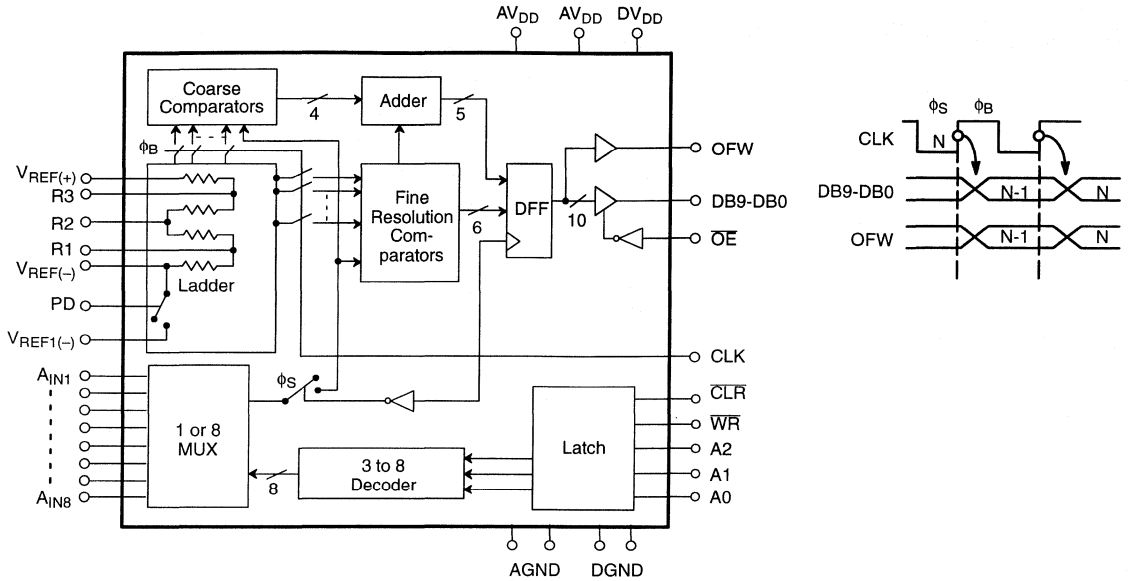 AVDD AVDD DVDD
Coarse
Comparators
4
Adder
5
ϕB
VREF(+)
R3
R2
R1
VREF(–)
PD
VREF1(–)
Ladder
Fine
Resolution
Com-
parators
6
DFF
10
OFW
DB9-DB0
OE
CLK
AIN1
AIN8
1 or 8
MUX
ϕS
8
3 to 8
Decoder
Latch
CLR
WR
A2
A1
A0
AGND DGND
ϕS ϕB
CLK N
DB9-DB0 N-1 N
OFW N-1 N